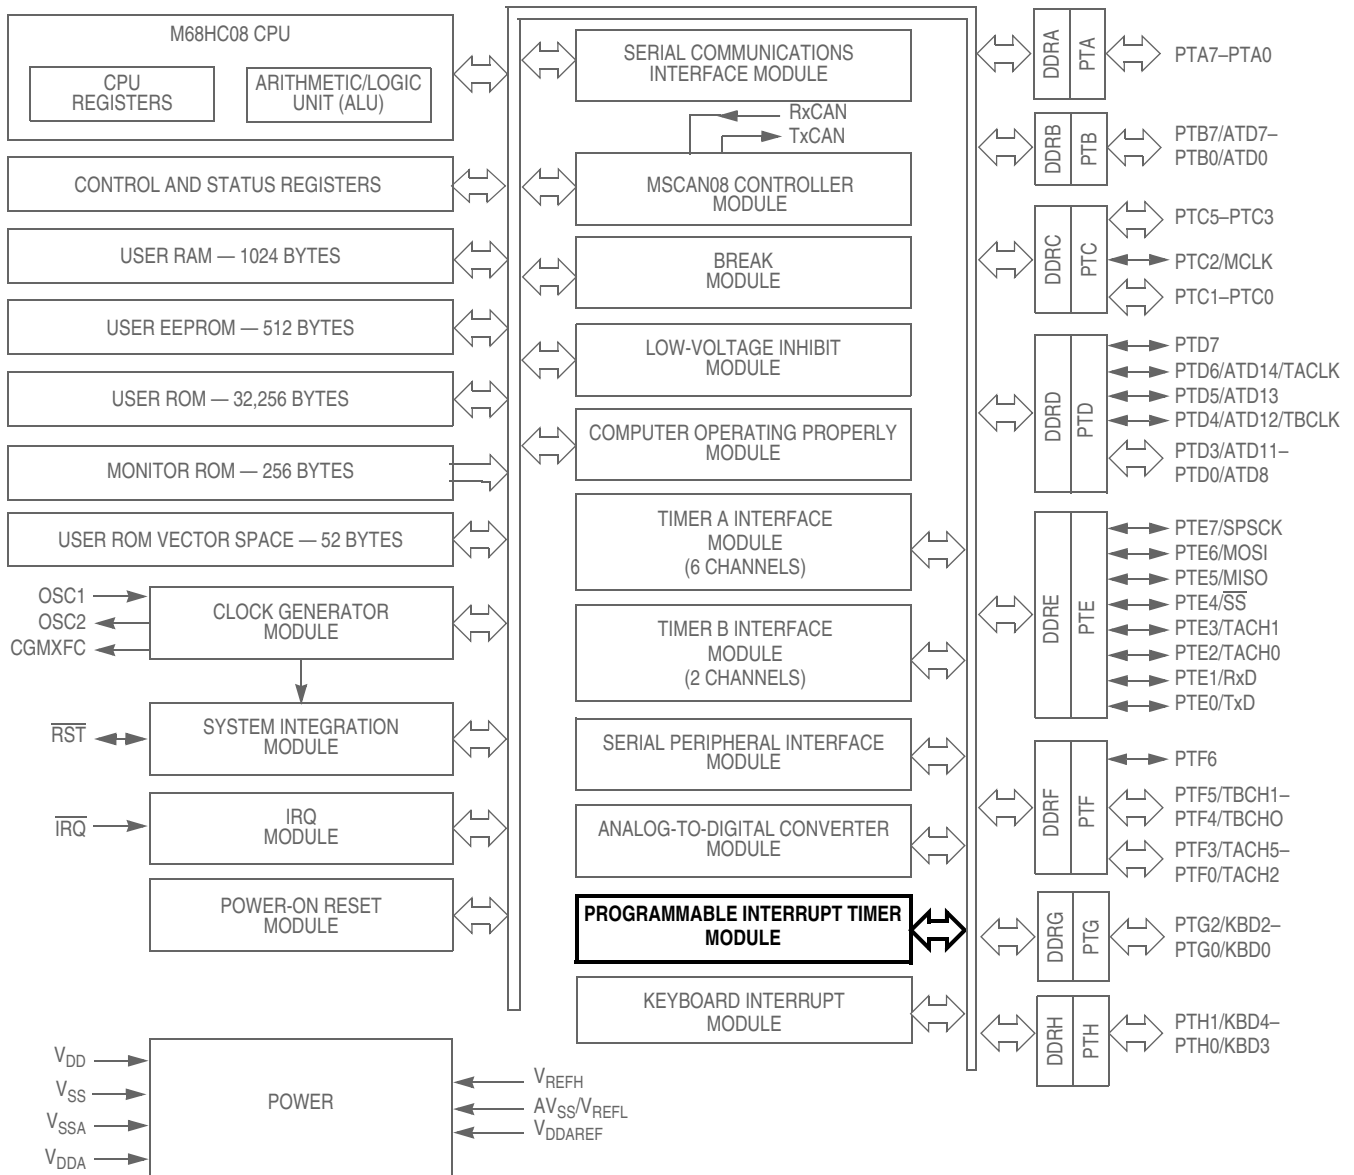 M68HC08 CPU
CPU
REGISTERS
ARITHMETIC/LOGIC
UNIT (ALU)
CONTROL AND STATUS REGISTERS
USER RAM — 1024 BYTES
USER EEPROM — 512 BYTES
USER ROM — 32,256 BYTES
MONITOR ROM — 256 BYTES
USER ROM VECTOR SPACE — 52 BYTES
OSC1
OSC2
CGMXFC
CLOCK GENERATOR
MODULE
RST
SYSTEM INTEGRATION
MODULE
IRQ
IRQ
MODULE
POWER-ON RESET
MODULE
VDD
VSS
VSSA
VDDA
POWER
VREFH
AVSS/VREFL
VDDAREF
SERIAL COMMUNICATIONS
INTERFACE MODULE
RxCAN
TxCAN
MSCAN08 CONTROLLER
MODULE
BREAK
MODULE
LOW-VOLTAGE INHIBIT
MODULE
COMPUTER OPERATING PROPERLY
MODULE
TIMER A INTERFACE
MODULE
(6 CHANNELS)
TIMER B INTERFACE
MODULE
(2 CHANNELS)
SERIAL PERIPHERAL INTERFACE
MODULE
ANALOG-TO-DIGITAL CONVERTER
MODULE
PROGRAMMABLE INTERRUPT TIMER
MODULE
KEYBOARD INTERRUPT
MODULE
DDRA
PTA
PTA7–PTA0
DDRB
PTB
PTB7/ATD7–
PTB0/ATD0
DDRC
PTC
PTC5–PTC3
PTC2/MCLK
PTC1–PTC0
DDRD
PTD
PTD7
PTD6/ATD14/TACLK
PTD5/ATD13
PTD4/ATD12/TBCLK
PTD3/ATD11–
PTD0/ATD8
DDRE
PTE
PTE7/SPSCK
PTE6/MOSI
PTE5/MISO
PTE4/SS
PTE3/TACH1
PTE2/TACH0
PTE1/RxD
PTE0/TxD
DDRF
PTF
PTF6
PTF5/TBCH1–
PTF4/TBCHO
PTF3/TACH5–
PTF0/TACH2
DDRG
PTG
PTG2/KBD2–
PTG0/KBD0
DDRH
PTH
PTH1/KBD4–
PTH0/KBD3